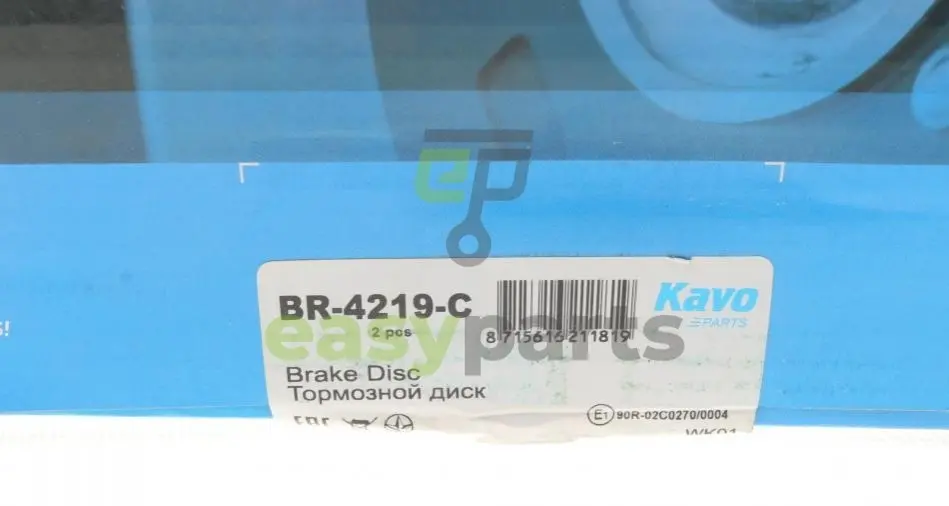 ep
BR-4219-C
2 pcs
8 715616 211819
Kavo
PARTS
easyparts
Brake Disc
Тормозной диск
EAC
E1 90R-02C0270/0004
WK01